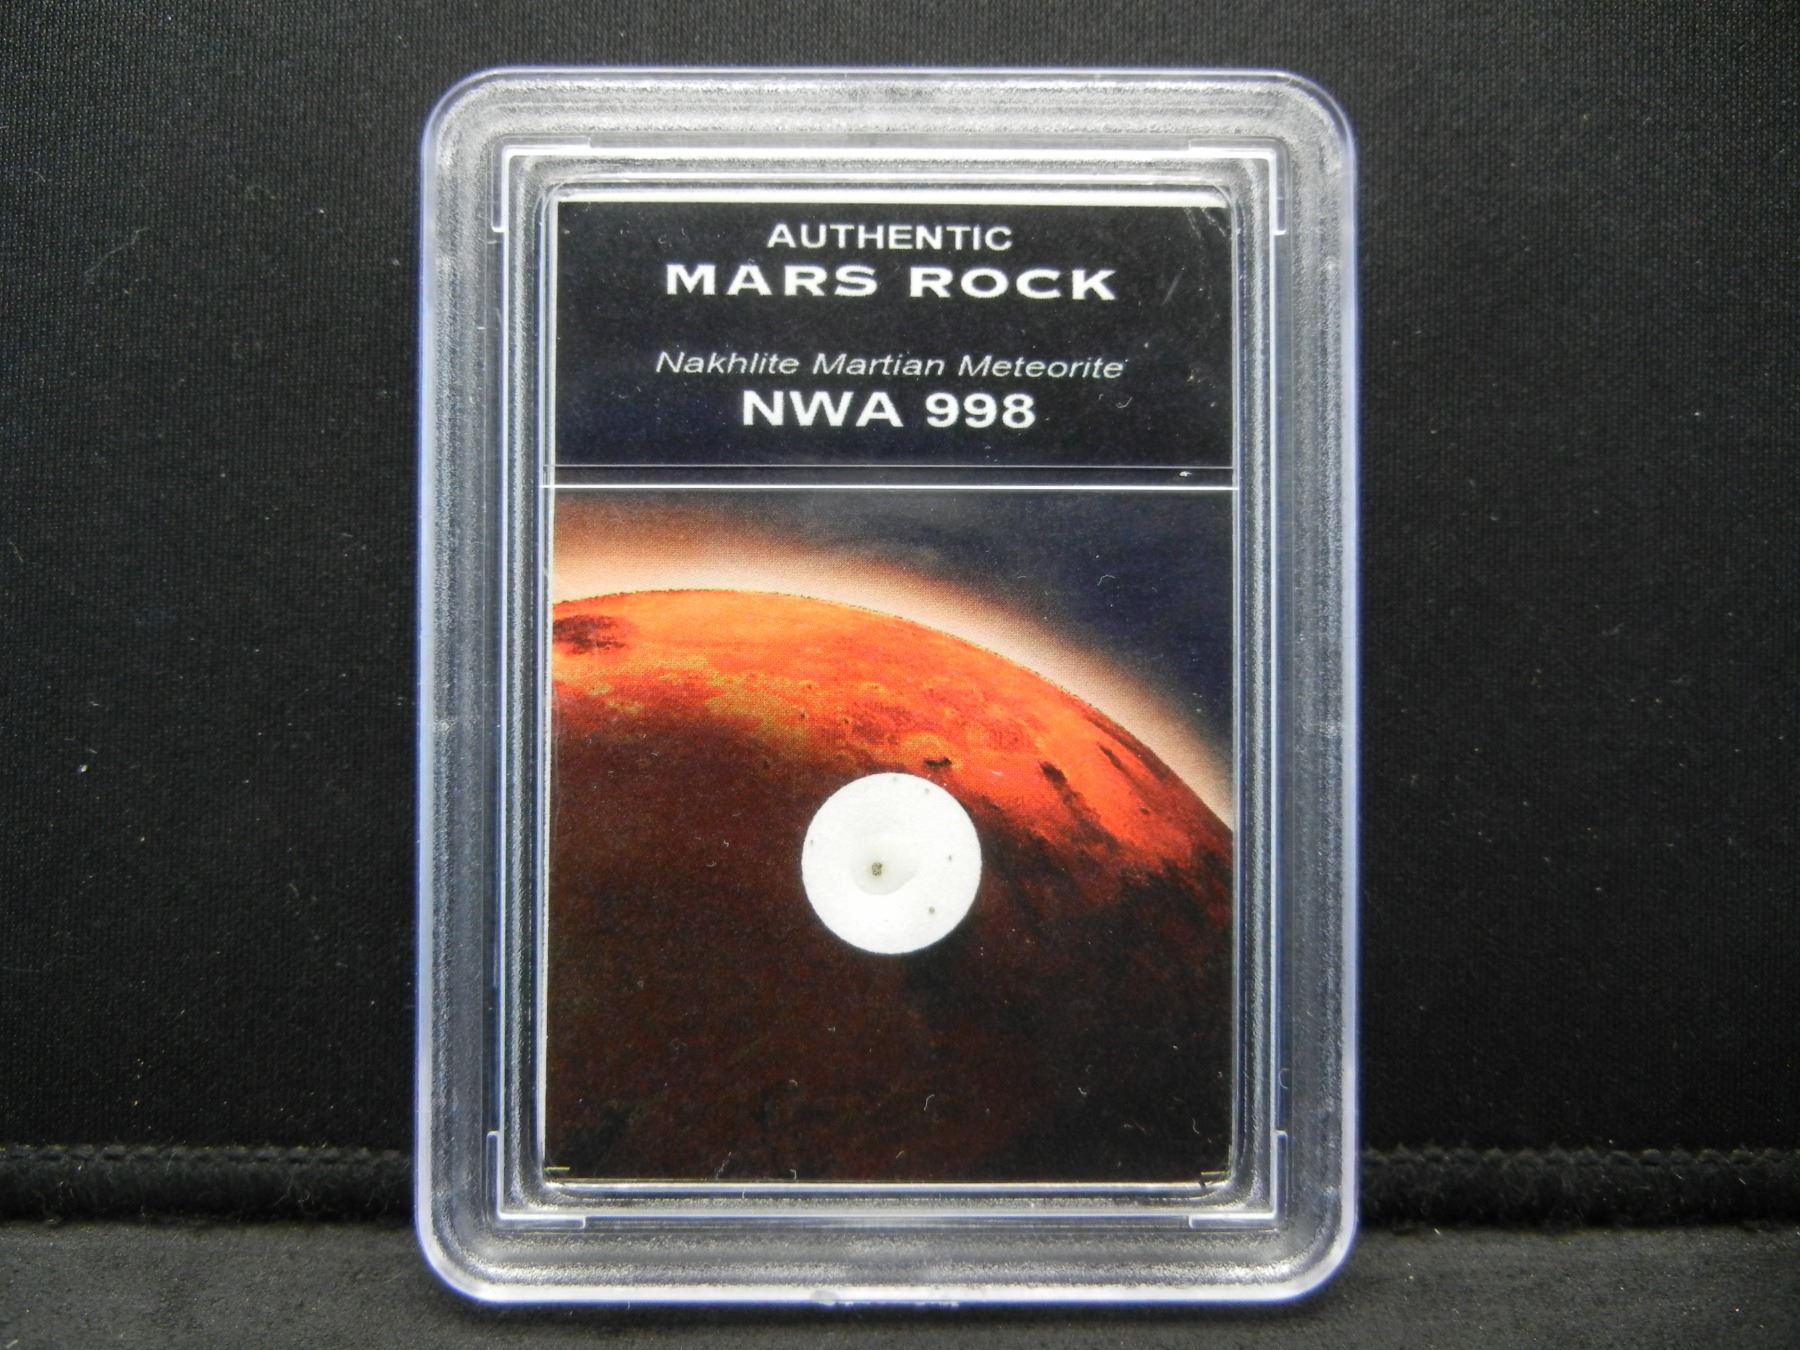 AUTHENTIC
MARS ROCK
Nakhlite Martian Meteorite
NWA 998